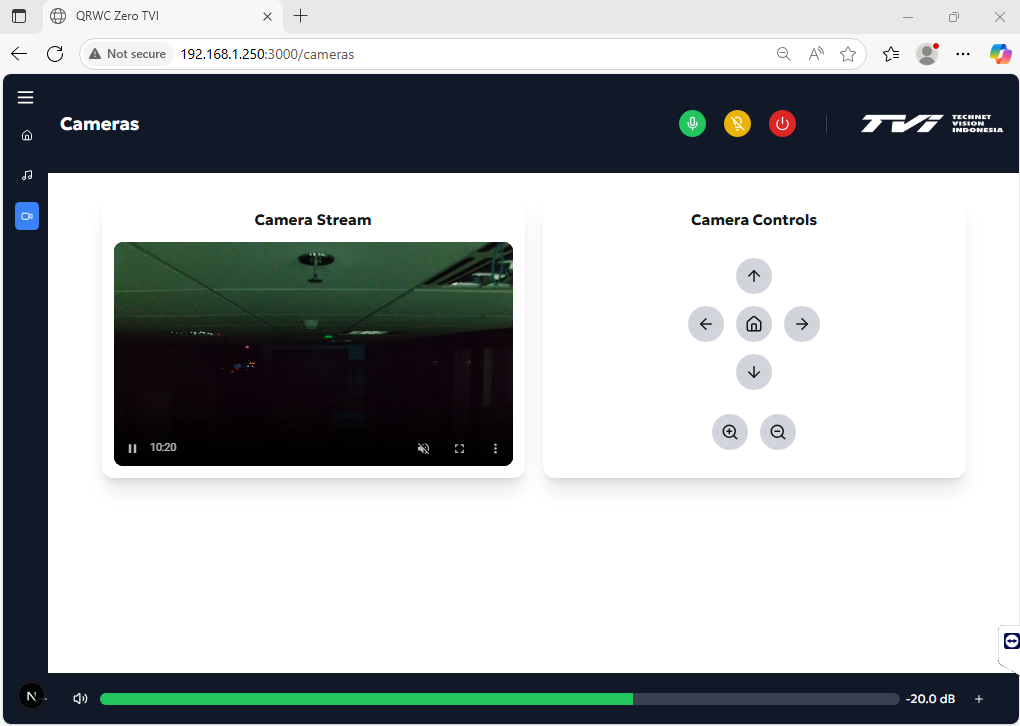 QRWC Zero TVI
Not secure
192.168.1.250:3000/cameras
Cameras
TVI TECHNET
VISION
INDONESIA
Camera Stream
Camera Controls
10:20
N
-20.0 dB